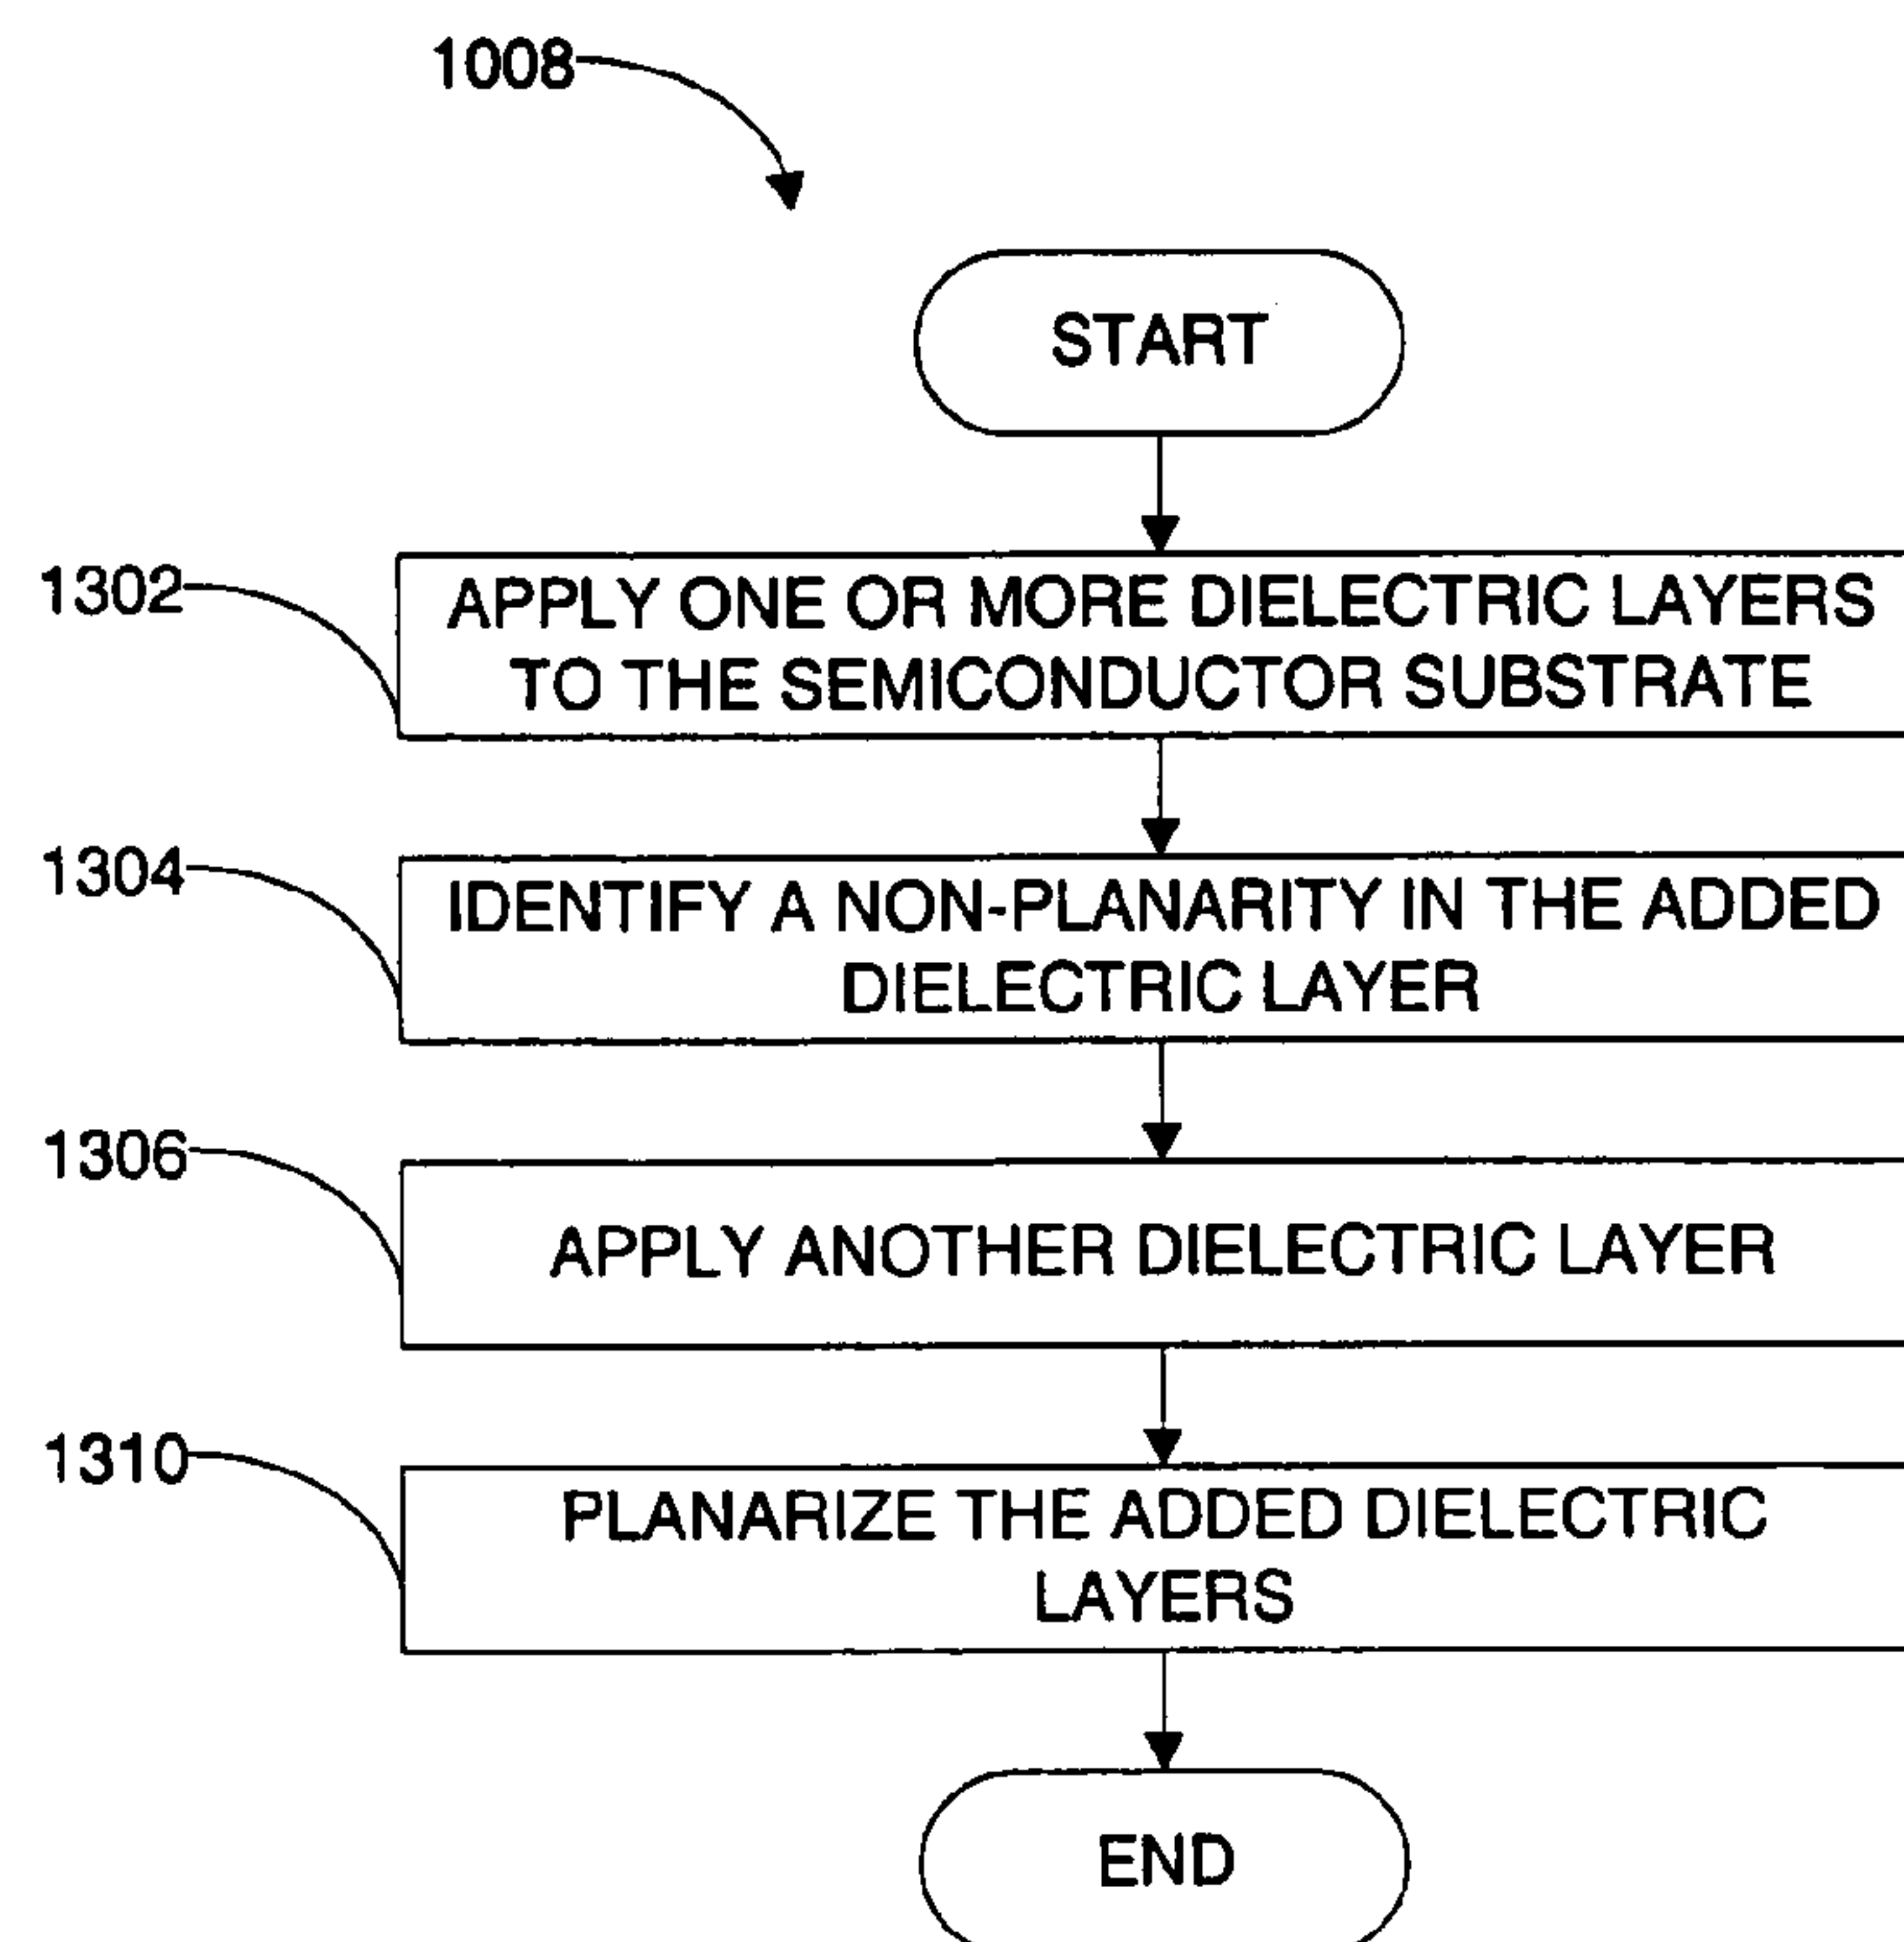 1008
START
1302
APPLY ONE OR MORE DIELECTRIC LAYERS
TO THE SEMICONDUCTOR SUBSTRATE
1304
IDENTIFY A NON-PLANARITY IN THE ADDED
DIELECTRIC LAYER
1306
APPLY ANOTHER DIELECTRIC LAYER
1310
PLANARIZE THE ADDED DIELECTRIC
LAYERS
END